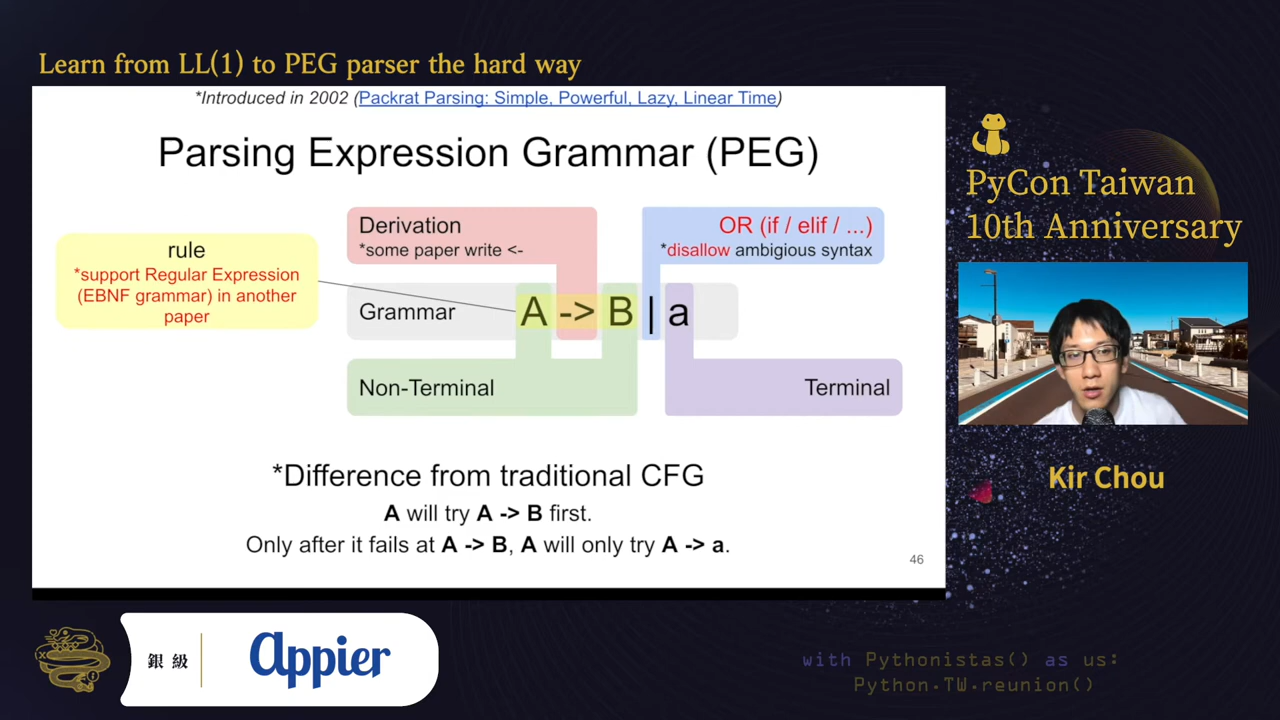 Learn from LL(1) to PEG parser the hard way
*Introduced in 2002 (Packrat Parsing: Simple, Powerful, Lazy, Linear Time)
Parsing Expression Grammar (PEG)
rule
*support Regular Expression
(EBNF grammar) in another
paper
Derivation
*some paper write <-
OR (if / elif / ...)
*disallow ambigious syntax
Grammar
A -> B | a
Non-Terminal
Terminal
*Difference from traditional CFG
A will try A -> B first.
Only after it fails at A -> B, A will only try A -> a.
46
PyCon Taiwan
10th Anniversary
Kir Chou
銀級
Appier
with Pythonistas() as us:
Python.TW.reunion()